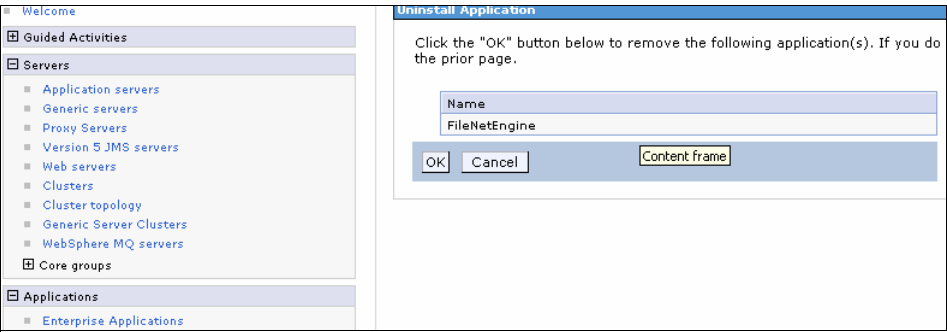 Welcome
Guided Activities
Servers
Application servers
Generic servers
Proxy Servers
Version 5 JMS servers
Web servers
Clusters
Cluster topology
Generic Server Clusters
WebSphere MQ servers
Core groups
Applications
Enterprise Applications
Uninstall Application
Click the "OK" button below to remove the following application(s). If you do
the prior page.
Name
FileNetEngine
OK Cancel
Content frame